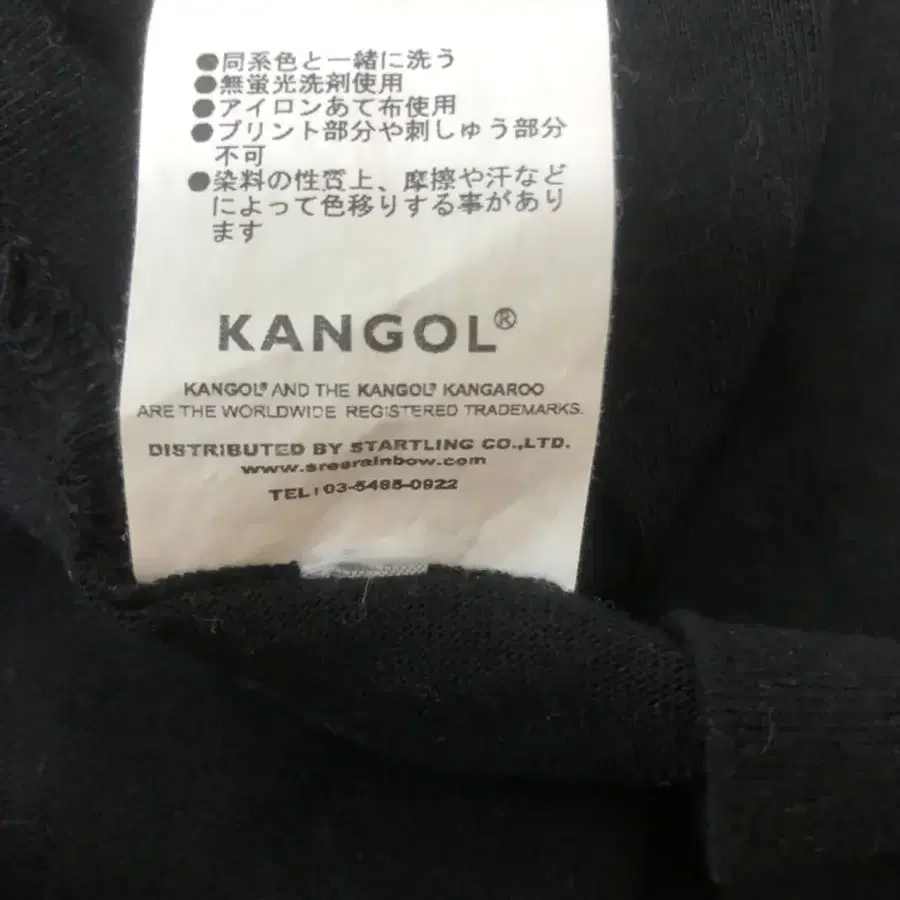 ●同系色と一緒に洗う
●無蛍光洗剤使用
●アイロンあて布使用
●プリント部分や刺しゅう部分
不可
●染料の性質上、摩擦や汗など
によって色移りする事があり
ます
KANGOL®
KANGOL® AND THE KANGOL® KANGAROO
ARE THE WORLDWIDE REGISTERED TRADEMARKS.
DISTRIBUTED BY STARTLING CO.,LTD.
www.sreerainbow.com
TEL:03-5485-0922